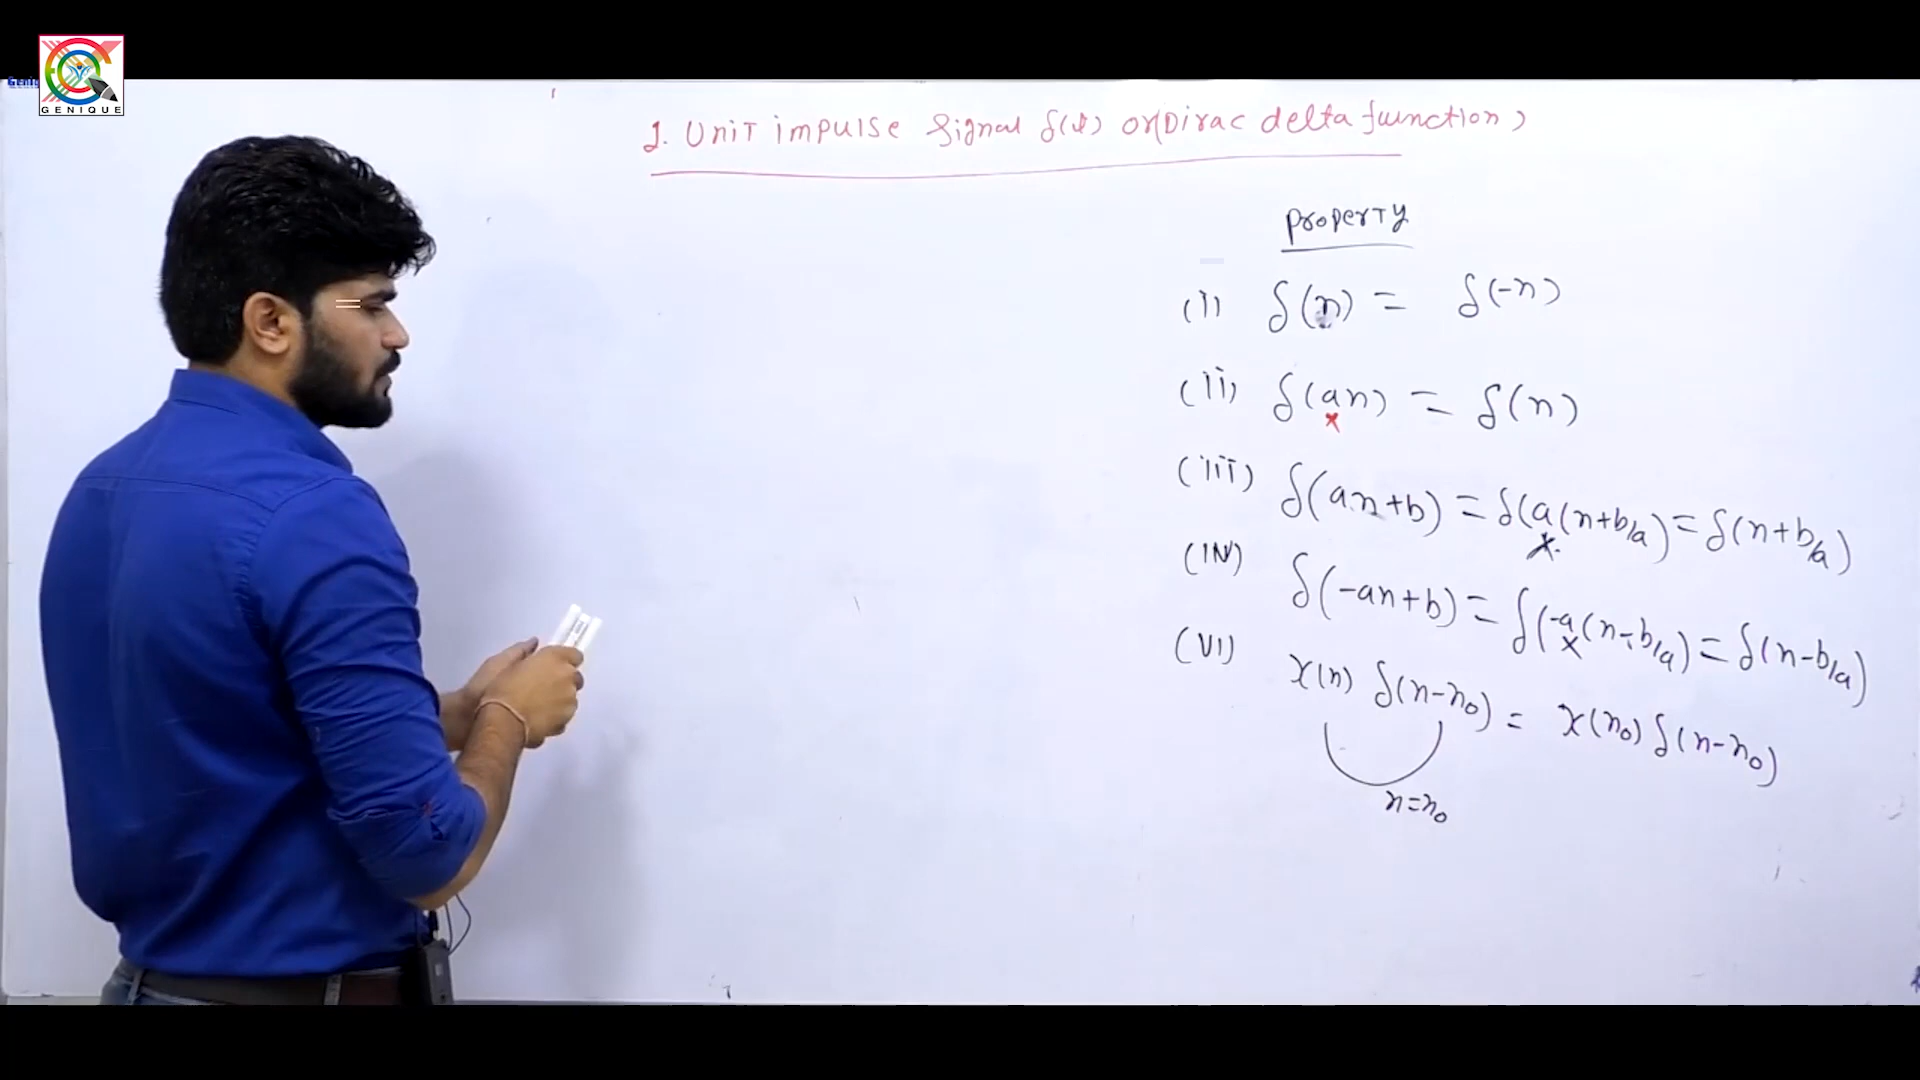 GENIQUE
1. Unit impulse signal δ(t) or (Dirac delta function)
Property
(i) δ(n) = δ(-n)
(ii) δ(an) = δ(n)
(iii) δ(an+b) = δ(a(n+b/a) = δ(n+b/a)
(iv) δ(-an+b) = δ(-a(n-b/a) = δ(n-b/a)
(vi) x(n) δ(n-n₀) = x(n₀) δ(n-n₀)
n=n₀